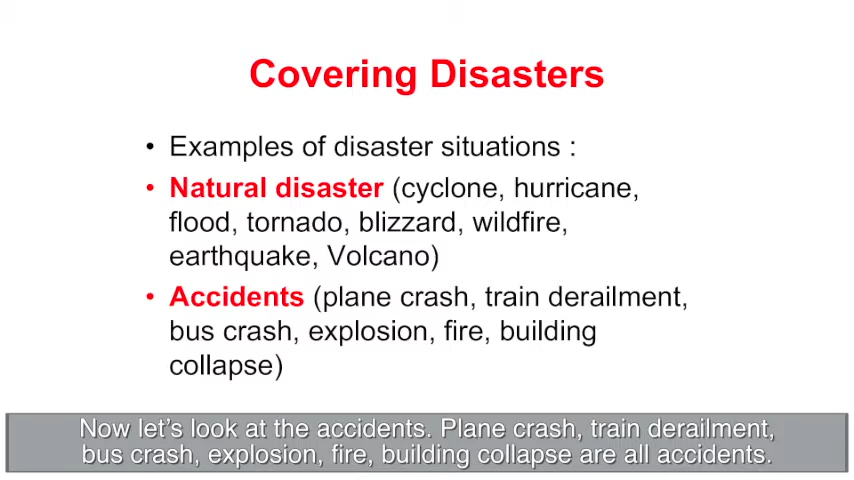 Covering Disasters
• Examples of disaster situations :
• Natural disaster (cyclone, hurricane,
flood, tornado, blizzard, wildfire,
earthquake, Volcano)
• Accidents (plane crash, train derailment,
bus crash, explosion, fire, building
collapse)
Now let's look at the accidents. Plane crash, train derailment,
bus crash, explosion, fire, building collapse are all accidents.